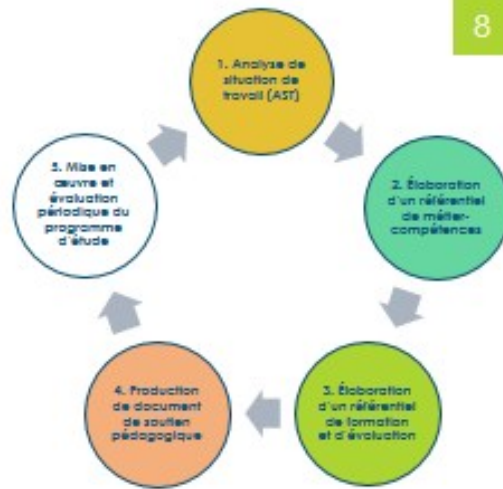 8
1. Analyse de
situation de
travail (AST)
2. Élaboration
d'un référentiel
de métier-
compétences
3. Élaboration
d'un référentiel
de formation
et d'évaluation
4. Production
de document
de soutien
pédagogique
5. Mise en
œuvre et
évaluation
périodique du
programme
d'étude